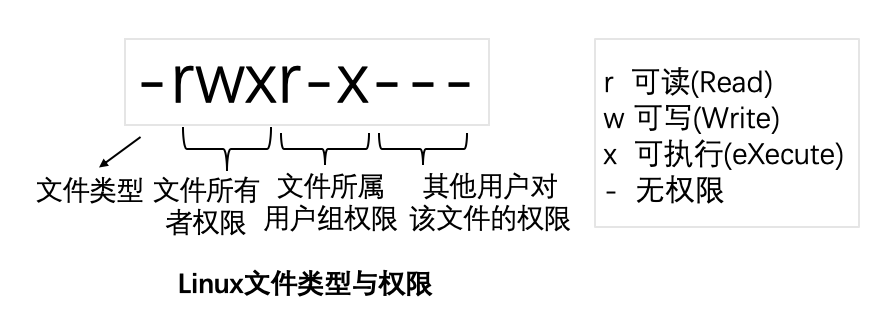 -rwxr-x---
文件类型
文件所有
者权限
文件所属
用户组权限
其他用户对
该文件的权限
Linux文件类型与权限
r 可读(Read)
w 可写(Write)
x 可执行(eXecute)
- 无权限